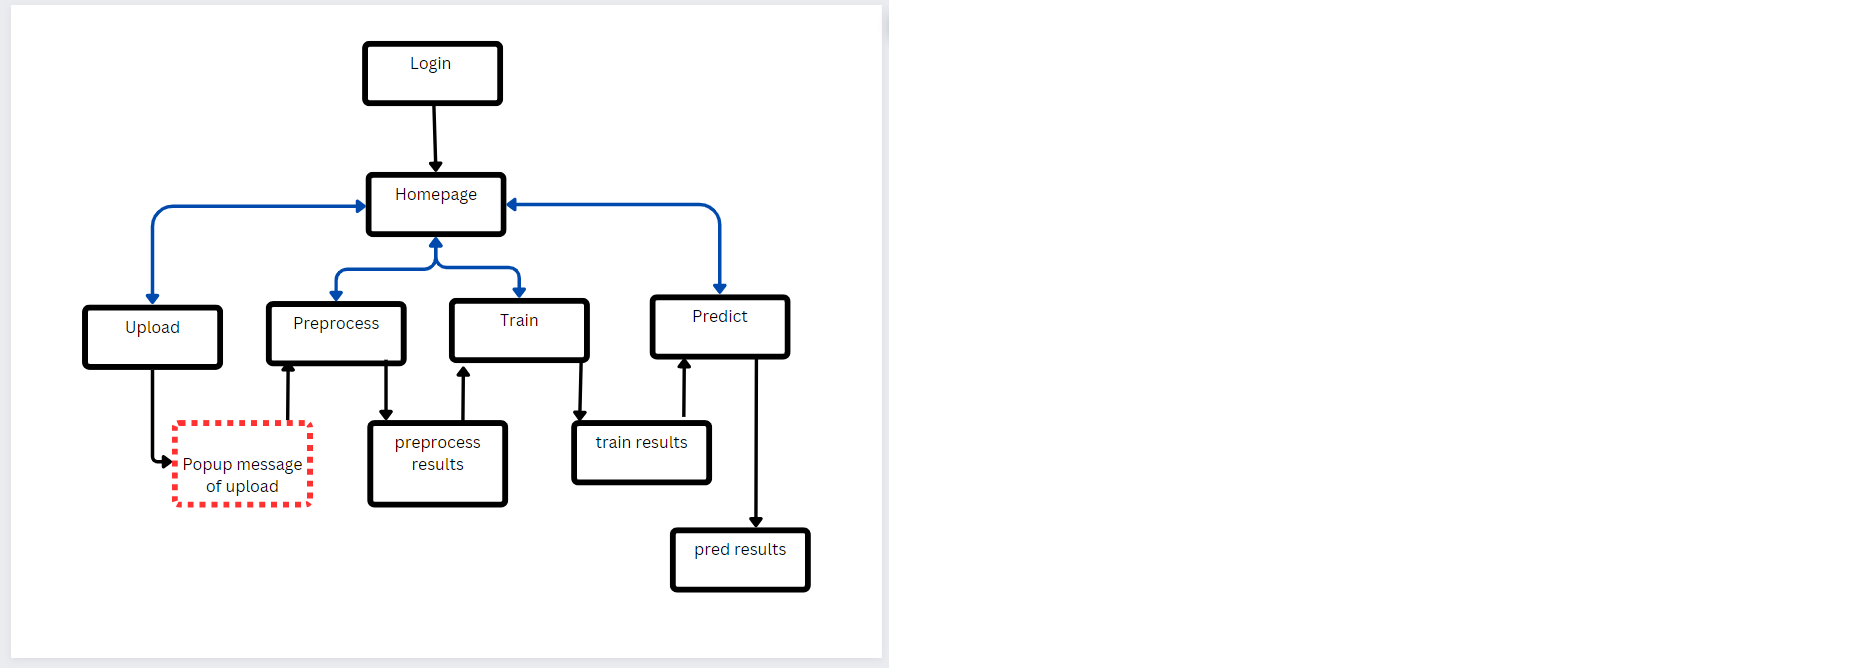 Login
Homepage
Upload
Preprocess
Train
Predict
Popup message
of upload
preprocess
results
train results
pred results